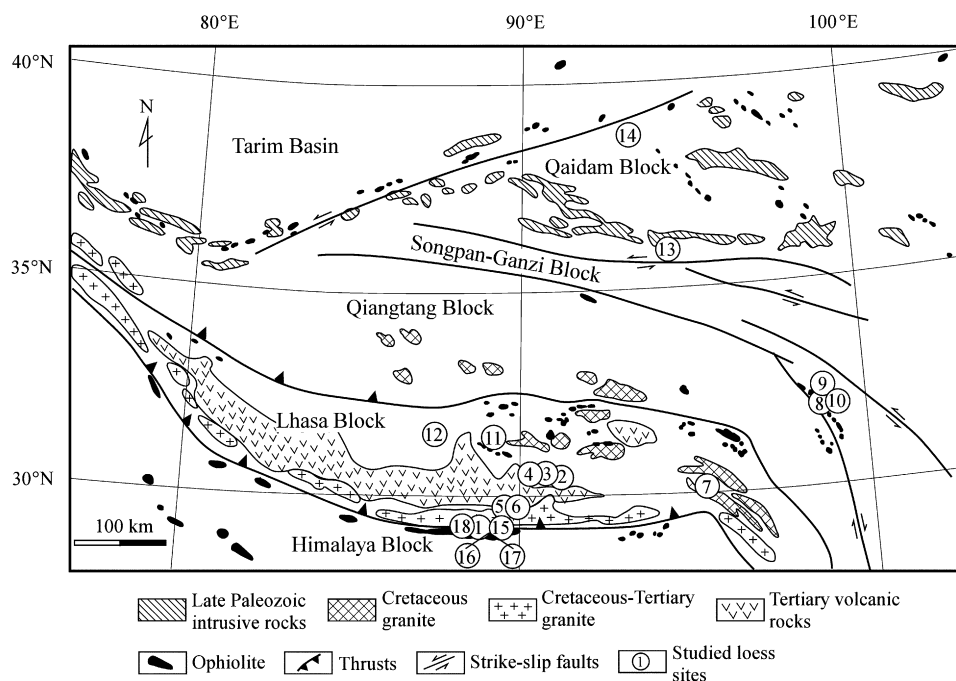 80°E 90°E 100°E
40°N
N
Tarim Basin
14
Qaidam Block
13
Songpan-Ganzi Block
35°N
Qiangtang Block
9
8 10
Lhasa Block
12 11
4 3 2
7
30°N
5 6
100 km
18 1 15
Himalaya Block
16 17
Late Paleozoic
intrusive rocks
Cretaceous
granite
Cretaceous-Tertiary
granite
Tertiary volcanic
rocks
Ophiolite
Thrusts
Strike-slip faults
1
Studied loess
sites